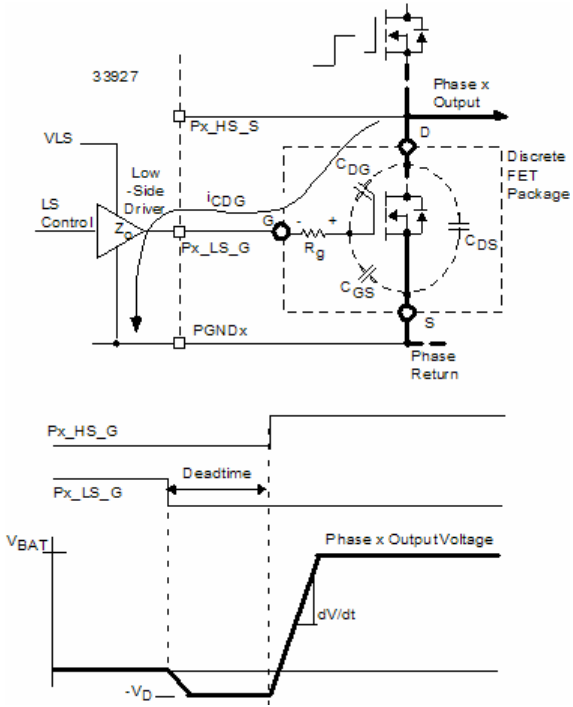 33927
Phase x
Output
Px_HS_S
D
VLS
Discrete
FET
Package
CDG
Low
-Side
Driver
iCDG
LS
Control
G
- +
ZO
Px_LS_G
Rg
CDS
CGS
PGNDx
S
Phase
Return
Px_HS_G
Deadtime
Px_LS_G
Phase x Output Voltage
VBAT
dV/dt
-VD